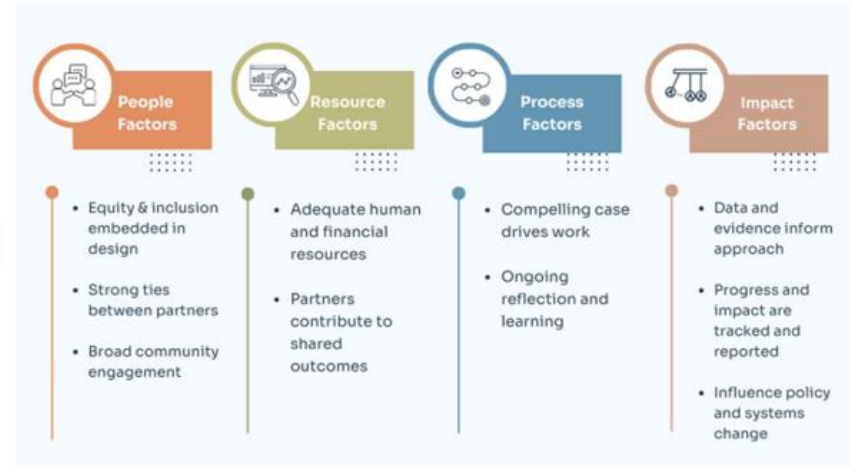 People
Factors
• Equity & inclusion
embedded in
design
• Strong ties
between partners
• Broad community
engagement
Resource
Factors
• Adequate human
and financial
resources
• Partners
contribute to
shared
outcomes
Process
Factors
• Compelling case
drives work
• Ongoing
reflection and
learning
Impact
Factors
• Data and
evidence inform
approach
• Progress and
impact are
tracked and
reported
• Influence policy
and systems
change